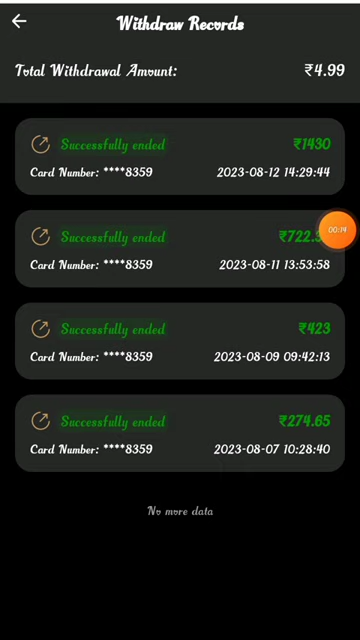 Withdraw Records
Total Withdrawal Amount: ₹4.99
Successfully ended ₹1430
Card Number: ****8359 2023-08-12 14:29:44
Successfully ended
00:14
Card Number: ****8359 2023-08-11 13:53:58
Successfully ended ₹423
Card Number: ****8359 2023-08-09 09:42:13
Successfully ended ₹274.65
Card Number: ****8359 2023-08-07 10:28:40
No more data